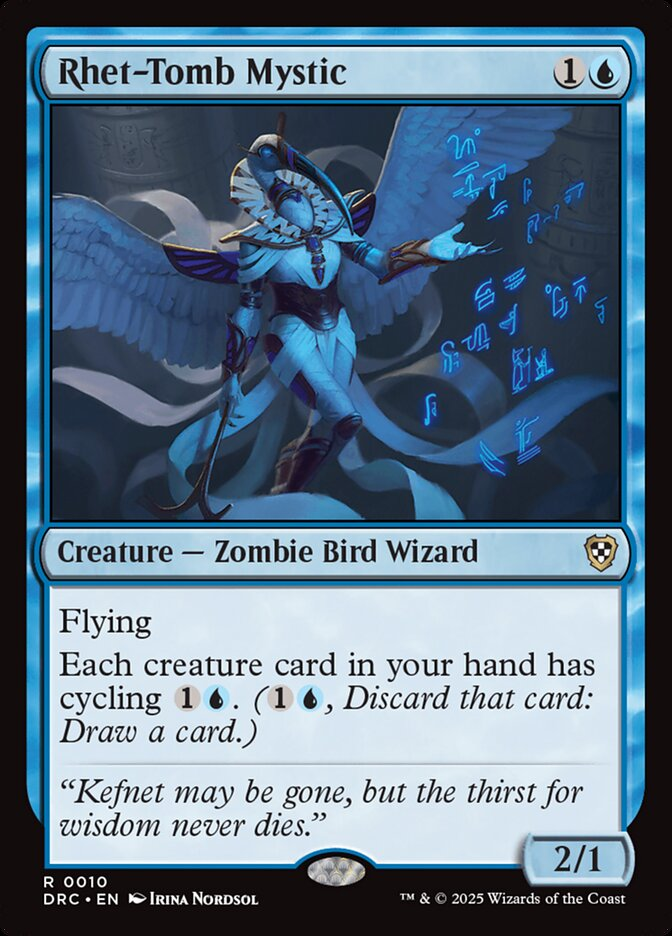 Rhet-Tomb Mystic 1
Creature — Zombie Bird Wizard
Flying
Each creature card in your hand has
cycling 1. (1, Discard that card:
Draw a card.)
“Kefnet may be gone, but the thirst for
wisdom never dies.”
2/1
R 0010
DRC • EN Irina Nordsol
™ & © 2025 Wizards of the Coast